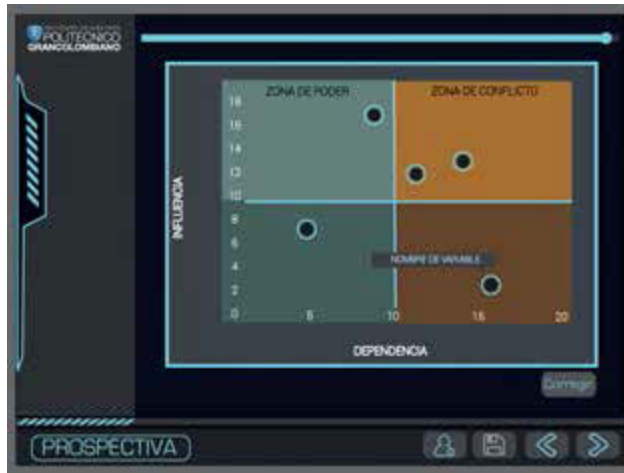 POLITECNICO
GRANCOLOMBIANO
ZONA DE PODER
ZONA DE CONFLICTO
18
16
14
12
10
8
6
4
2
0
INFLUENCIA
NOMBRE DE VARIABLE
5
10
15
20
DEPENDENCIA
Corregir
PROSPECTIVA